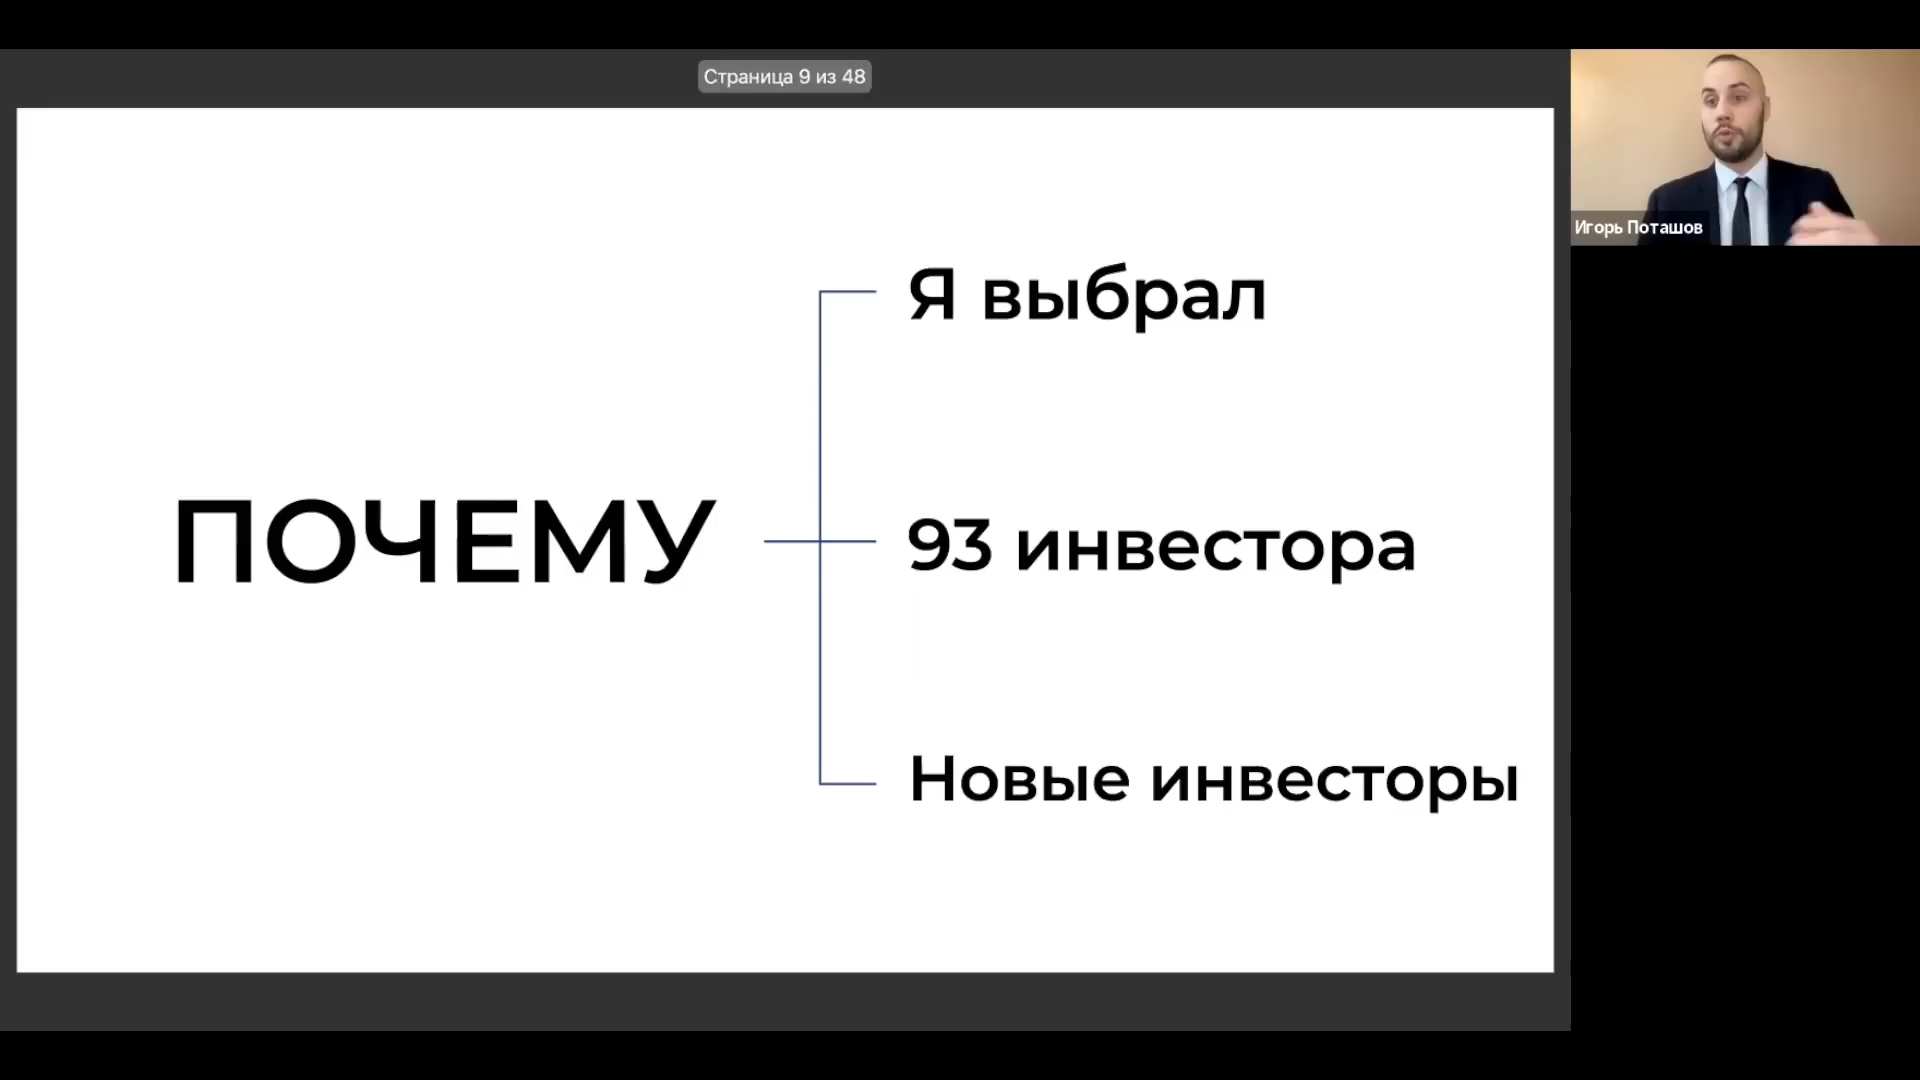 Страница 9 из 48
Игорь Поташов
Я выбрал
ПОЧЕМУ
93 инвестора
Новые инвесторы